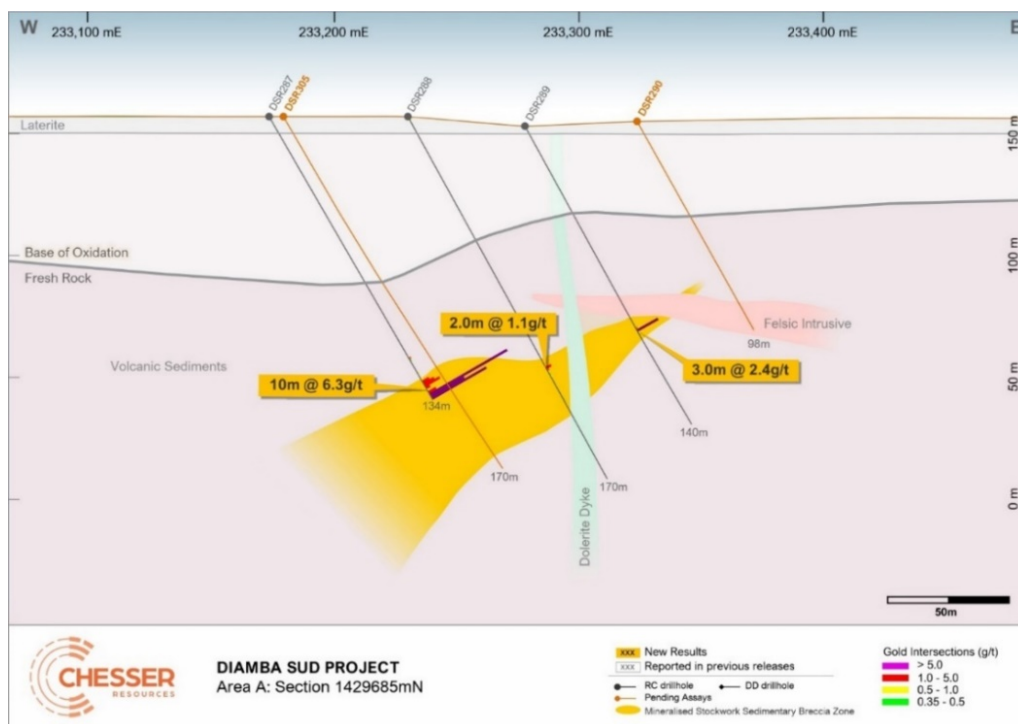 W
E
233,100 mE
233,200 mE
233,300 mE
233,400 mE
DSR287
DSR305
DSR288
DSR289
DSR290
Laterite
150 m
Base of Oxidation
100 m
Fresh Rock
2.0m @ 1.1g/t
Felsic Intrusive
98m
Volcanic Sediments
10m @ 6.3g/t
3.0m @ 2.4g/t
50 m
134m
140m
170m
170m
0 m
Dolerite Dyke
50m
CHESSER
RESOURCES
DIAMBA SUD PROJECT
Area A: Section 1429685mN
xxx New Results
xxx Reported in previous releases
RC drillhole
DD drillhole
Pending Assays
Mineralised Stockwork Sedimentary Breccia Zone
Gold Intersections (g/t)
> 5.0
1.0 - 5.0
0.5 - 1.0
0.35 - 0.5